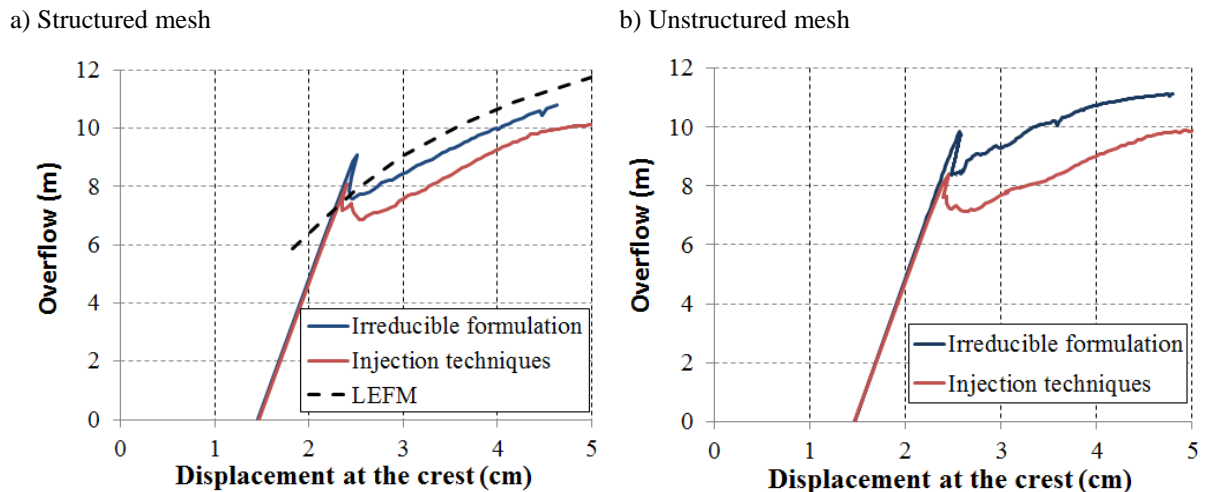 a) Structured mesh
12
10
8
6
4
2
0
Overflow (m)
0 1 2 3 4 5
Displacement at the crest (cm)
Irreducible formulation
Injection techniques
LEFM
b) Unstructured mesh
12
10
8
6
4
2
0
Overflow (m)
0 1 2 3 4 5
Displacement at the crest (cm)
Irreducible formulation
Injection techniques